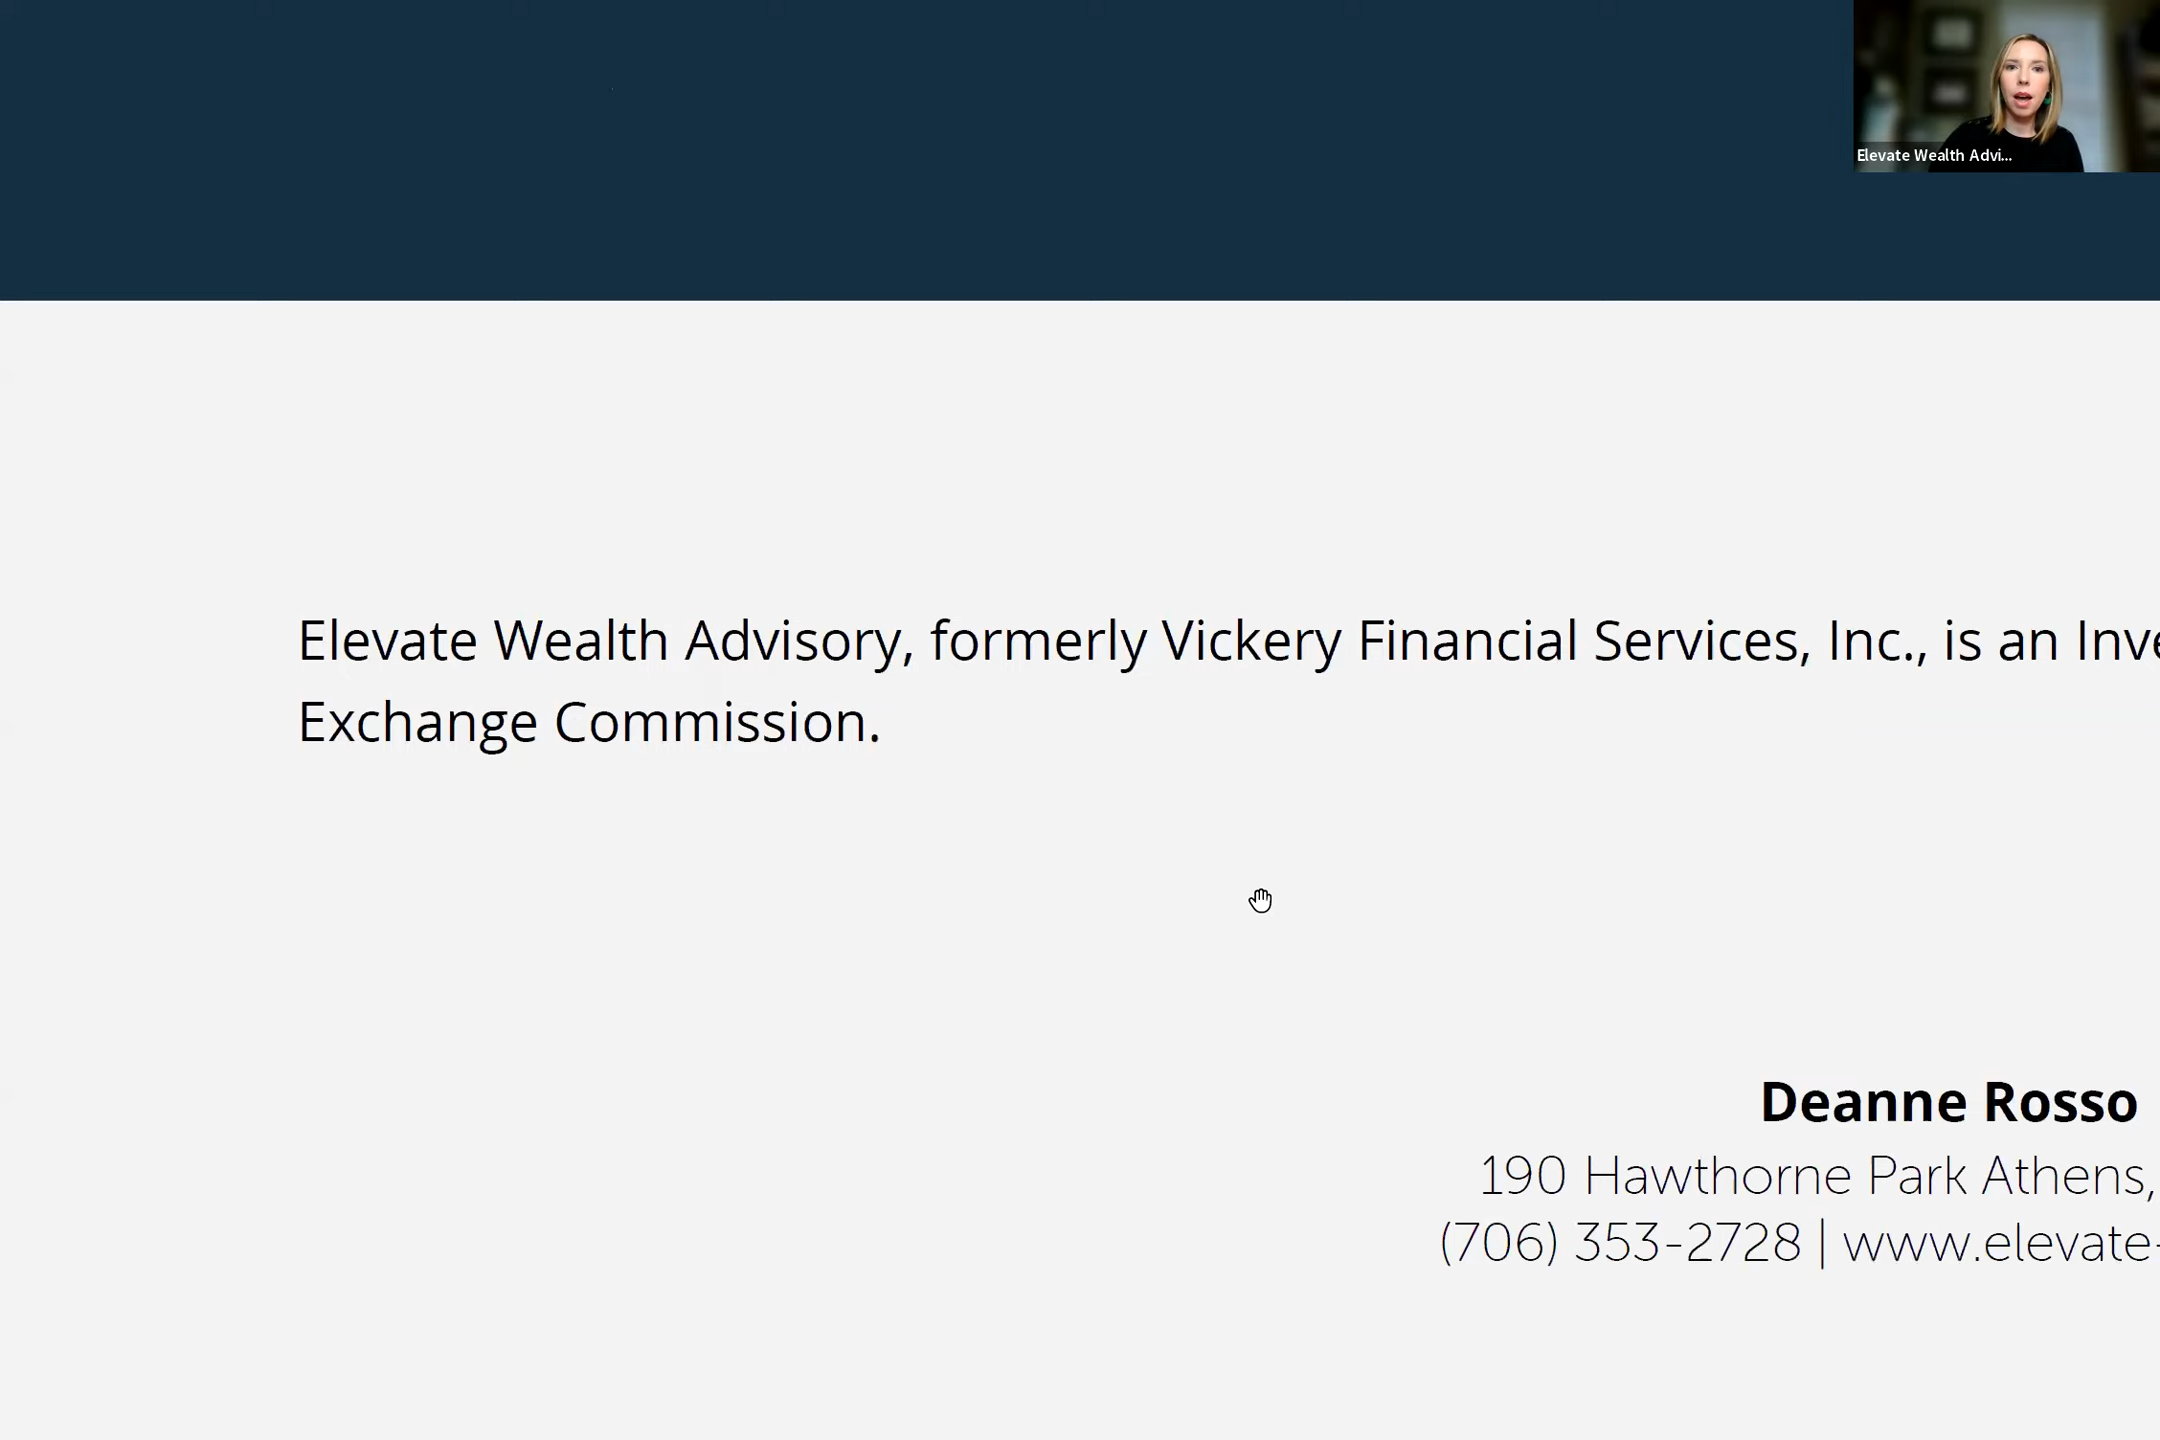 Elevate Wealth Advi...
Elevate Wealth Advisory, formerly Vickery Financial Services, Inc., is an Inve
Exchange Commission.
Deanne Rosso
190 Hawthorne Park Athens,
(706) 353-2728 | www.elevate-